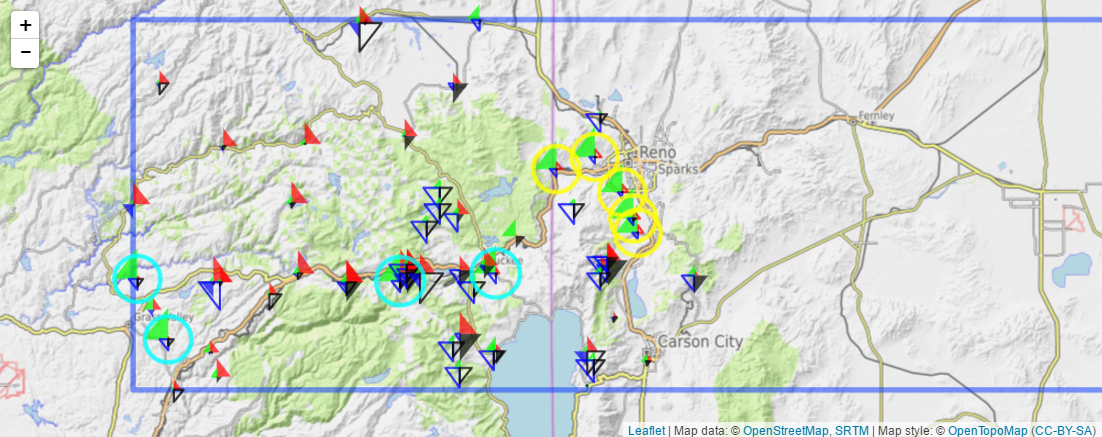 +
−
Fernley
Reno
Sparks
Grass Valley
Carson City
Leaflet | Map data: © OpenStreetMap, SRTM | Map style: © OpenTopoMap (CC-BY-SA)